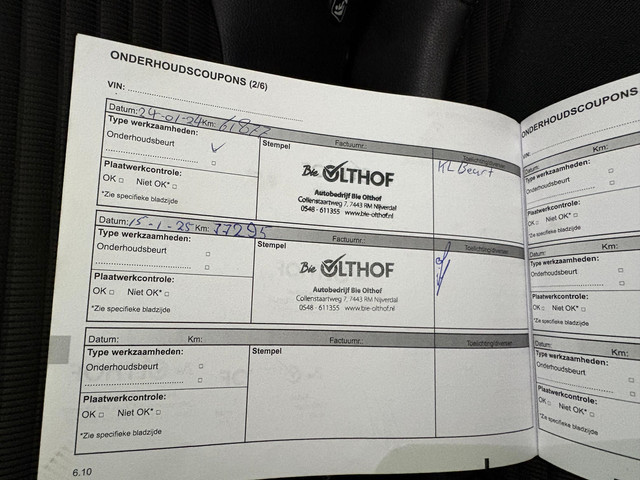 ONDERHOUDSCOUPONS (2/6)
VIN:
Datum: 24-01-24 Km:
Type werkzaamheden:
Onderhoudsbeurt
Plaatwerkcontrole:
OK Niet OK*
*Zie specifieke bladzijde
Stempel Factuurnr.:
Bie OLTHOF
Autobedrijf Bie Olthof
Collenstaartweg 7, 7443 RM Nijverdal
0548 - 611355 www.bie-olthof.nl
KL Beurt
Datum: 15-1-25 Km: 77295
Type werkzaamheden:
Onderhoudsbeurt
Plaatwerkcontrole:
OK Niet OK*
*Zie specifieke bladzijde
Stempel Factuurnr.:
Bie OLTHOF
Autobedrijf Bie Olthof
Collenstaartweg 7, 7443 RM Nijverdal
0548 - 611355 www.bie-olthof.nl
Datum: Km:
Type werkzaamheden:
Onderhoudsbeurt
Plaatwerkcontrole:
OK Niet OK*
*Zie specifieke bladzijde
Stempel Factuurnr.:
6.10
ONDERHOUDSCOUPONS
Datum: Km:
Type werkzaamheden:
Onderhoudsbeurt
Plaatwerkcontrole:
OK Niet OK*
*Zie specifieke bladzijde
Datum: Km:
Type werkzaamheden:
Onderhoudsbeurt
Plaatwerkcontrole:
OK Niet OK*
*Zie specifieke bladzijde
Datum: Km:
Type werkzaamheden:
Onderhoudsbeurt
Plaatwerkcontrole:
OK Niet OK*
*Zie specifieke bladzijde